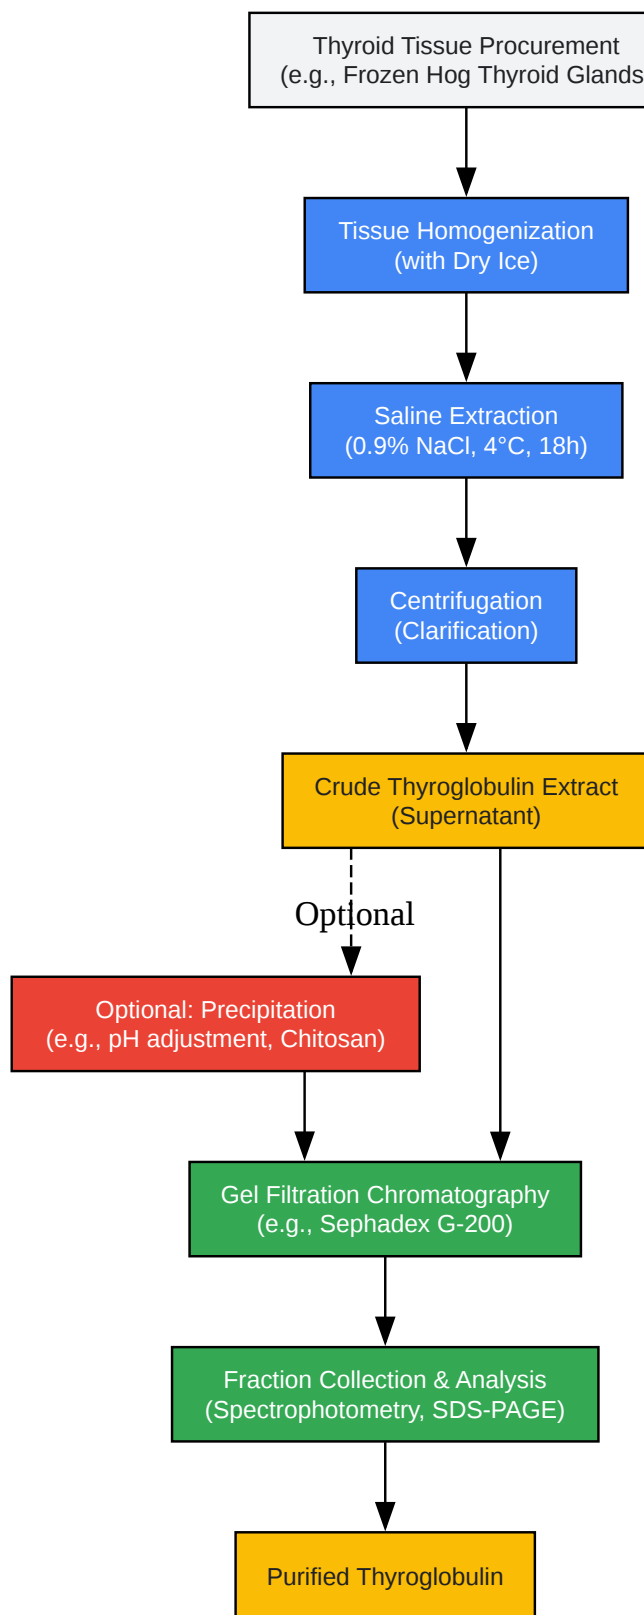 Thyroid Tissue Procurement
(e.g., Frozen Hog Thyroid Glands
Tissue Homogenization
(with Dry Ice)
Saline Extraction
(0.9% NaCl, 4°C, 18h)
Centrifugation
(Clarification)
Crude Thyroglobulin Extract
(Supernatant)
Optional
Optional: Precipitation
(e.g., pH adjustment, Chitosan)
Gel Filtration Chromatography
(e.g., Sephadex G-200)
Fraction Collection & Analysis
(Spectrophotometry, SDS-PAGE)
Purified Thyroglobulin